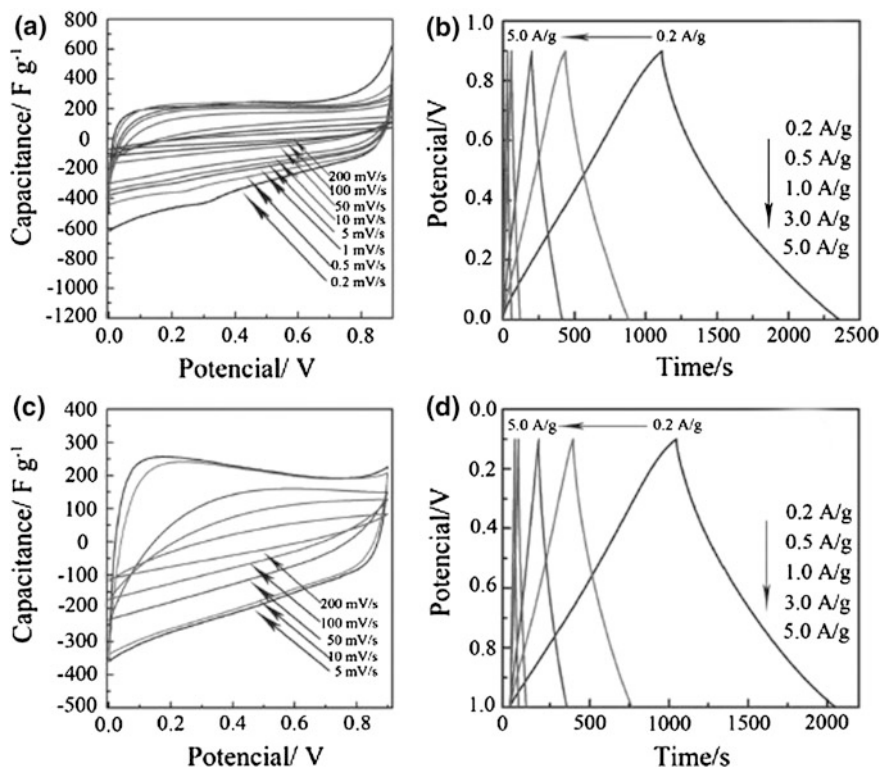 (a)
Capacitance/ F g-1
800
600
400
200
0
-200
-400
-600
-800
-1000
-1200
200 mV/s
100 mV/s
50 mV/s
10 mV/s
5 mV/s
1 mV/s
0.5 mV/s
0.2 mV/s
0.0 0.2 0.4 0.6 0.8
Potencial/ V
(b)
Potencial/V
1.0
0.8
0.6
0.4
0.2
0.0
5.0 A/g 0.2 A/g
0.2 A/g
0.5 A/g
1.0 A/g
3.0 A/g
5.0 A/g
0 500 1000 1500 2000 2500
Time/s
(c)
Capacitance/ F g-1
400
300
200
100
0
-100
-200
-300
-400
-500
200 mV/s
100 mV/s
50 mV/s
10 mV/s
5 mV/s
0.0 0.2 0.4 0.6 0.8
Potencial/ V
(d)
Potencial/V
0.0
0.2
0.4
0.6
0.8
1.0
5.0 A/g 0.2 A/g
0.2 A/g
0.5 A/g
1.0 A/g
3.0 A/g
5.0 A/g
0 500 1000 1500 2000
Time/s